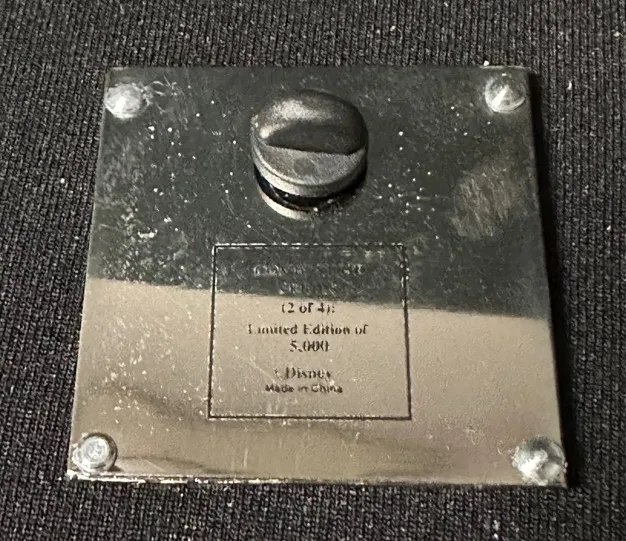 (2 of 4):
Limited Edition of
5,000
Disney
Made in China